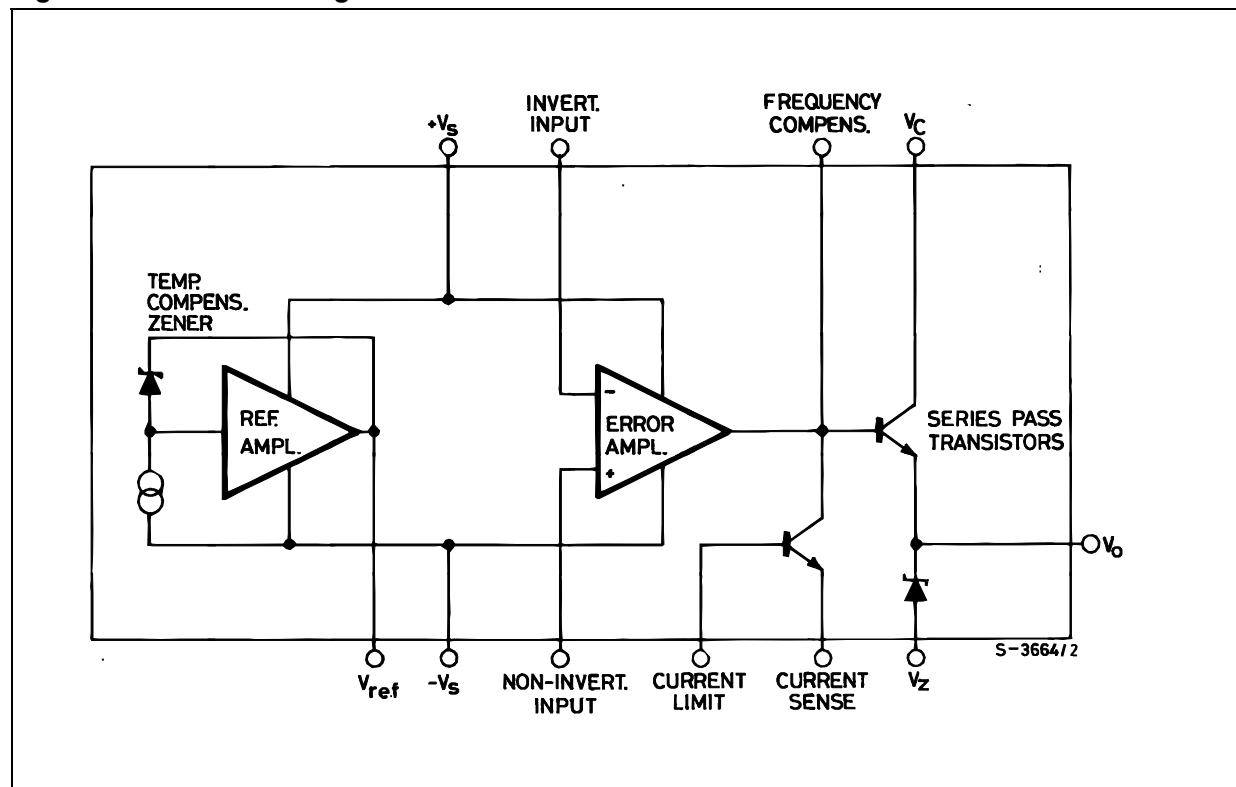 +Vs
INVERT.
INPUT
FREQUENCY
COMPENS.
VC
TEMP.
COMPENS.
ZENER
REF.
AMPL.
-
ERROR
AMPL.
+
SERIES PASS
TRANSISTORS
Vo
S-3664/2
Vref
-Vs
NON-INVERT.
INPUT
CURRENT
LIMIT
CURRENT
SENSE
VZ